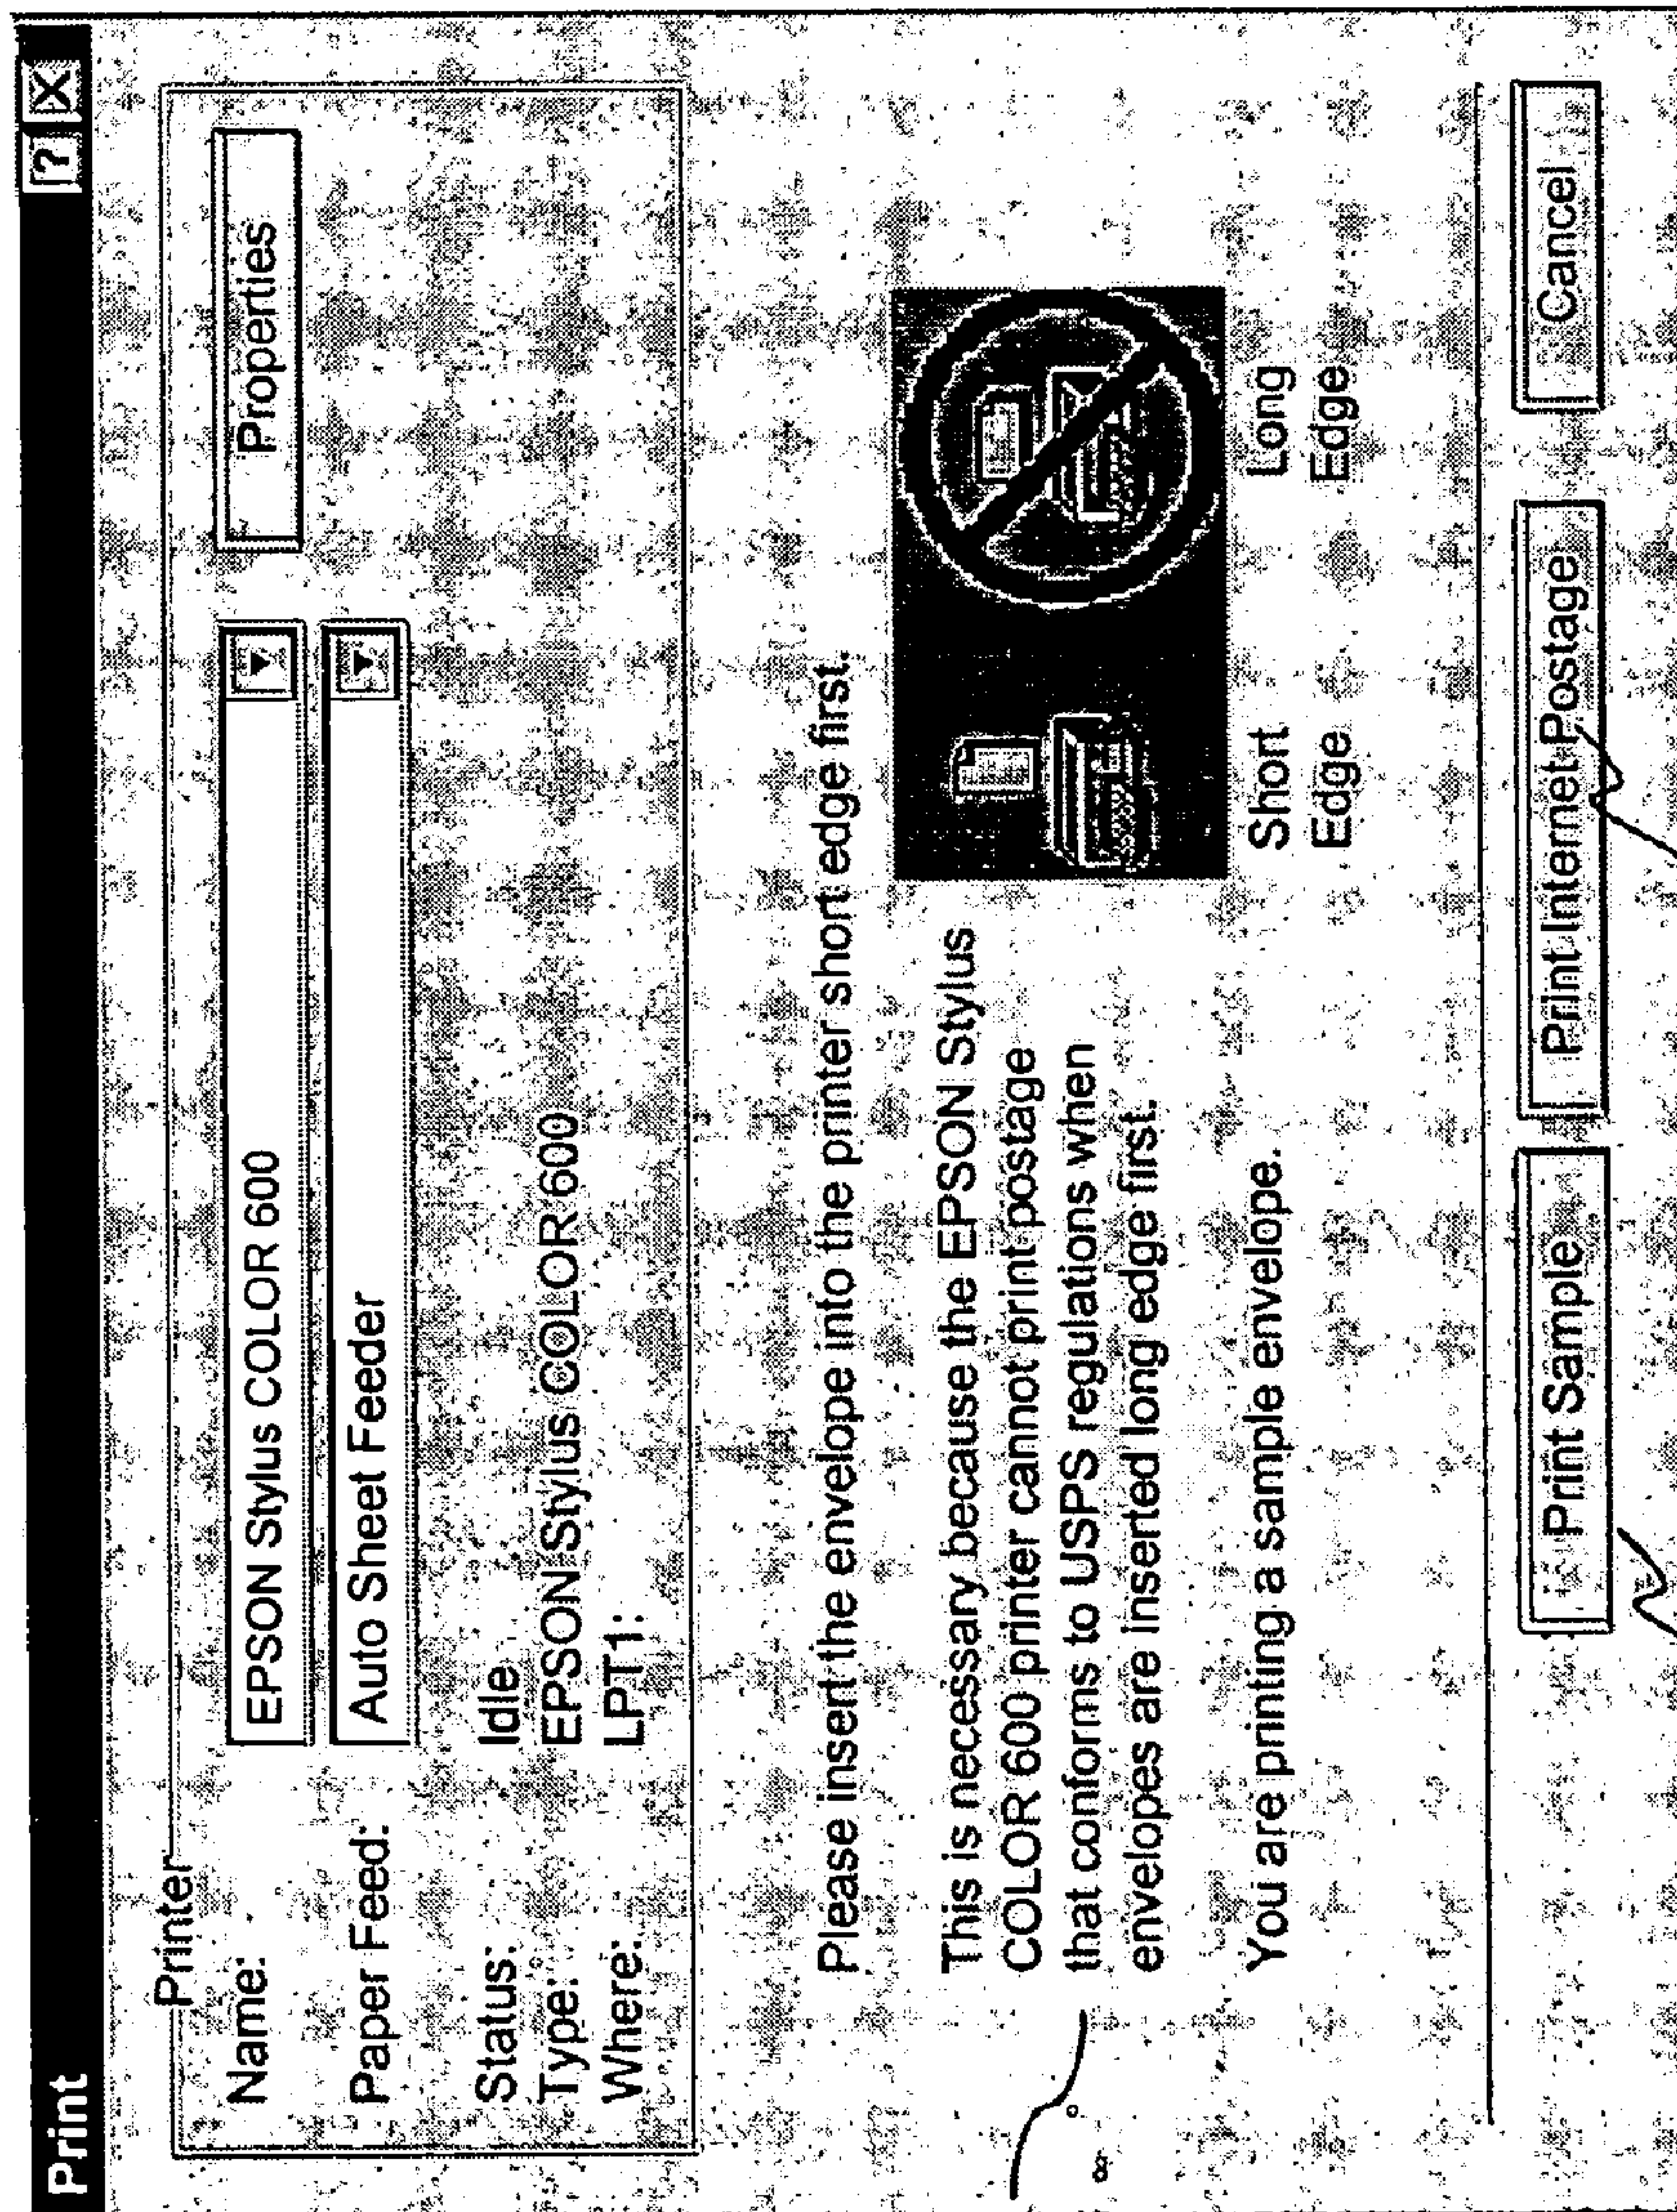 Print
Printer
Name: EPSON Stylus COLOR 600 Properties
Paper Feed: Auto Sheet Feeder
Status: Idle
Type: EPSON Stylus COLOR 600
Where: LPT1:
Please insert the envelope into the printer short edge first.
This is necessary because the EPSON Stylus
COLOR 600 printer cannot print postage
that conforms to USPS regulations when
envelopes are inserted long edge first.
You are printing a sample envelope.
Short Edge
Long Edge
Print Sample Print Internet Postage Cancel